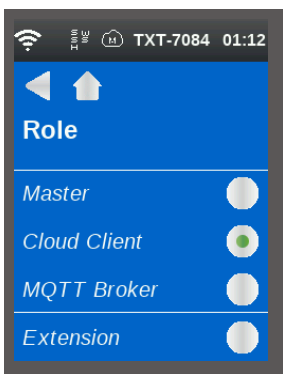 TXT-7084 01:12
Role
Master
Cloud Client
MQTT Broker
Extension